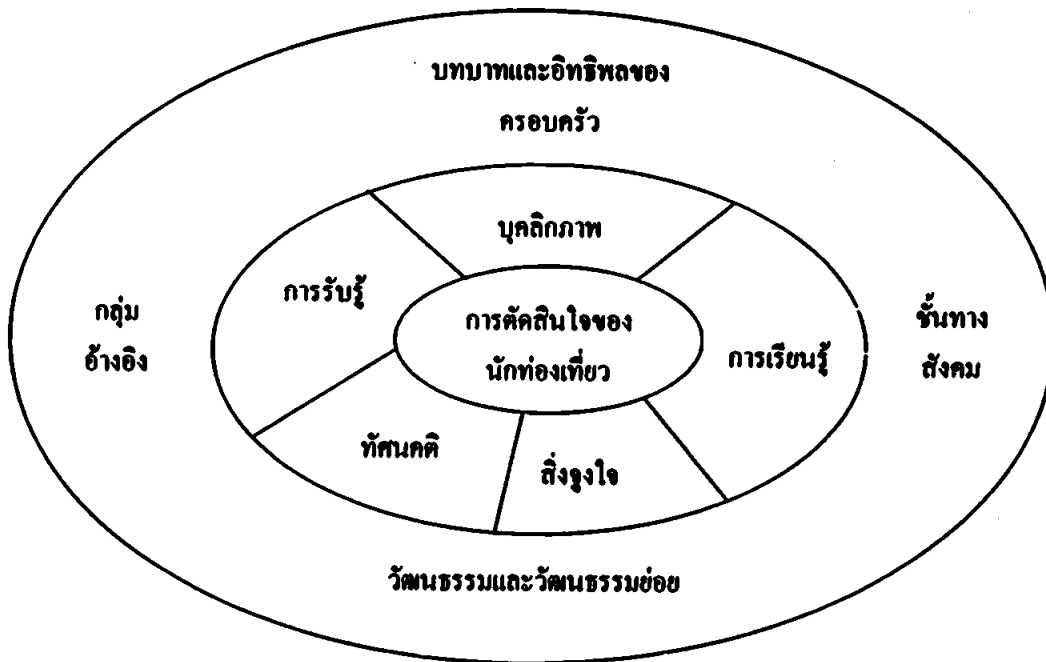 บทบาทและอิทธิพลของ
ครอบครัว
บุคลิกภาพ
การรับรู้
กลุ่ม
อ้างอิง
การตัดสินใจของ
นักท่องเที่ยว
การเรียนรู้
ชั้นทาง
สังคม
ทัศนคติ
สิ่งจูงใจ
วัฒนธรรมและวัฒนธรรมย่อย